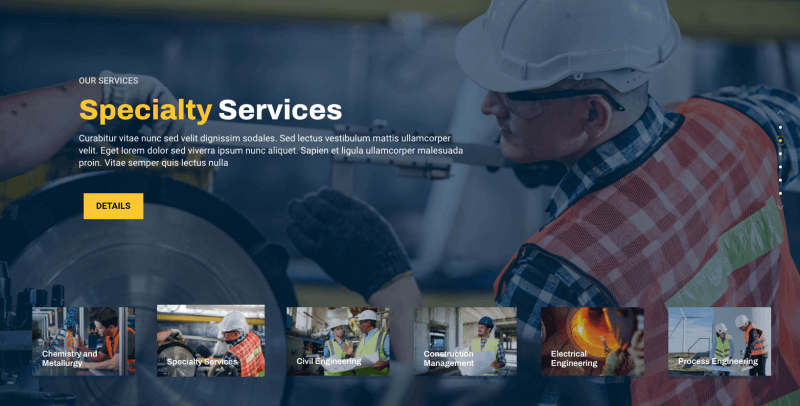 OUR SERVICES
Specialty Services
Curabitur vitae nunc sed velit dignissim sodales. Sed lectus vestibulum mattis ullamcorper
velit. Eget lorem dolor sed viverra ipsum nunc aliquet. Sapien et ligula ullamcorper malesuada
proin. Vitae semper quis lectus nulla
DETAILS
Chemistry and
Metallurgy
Specialty Services
Civil Engineering
Construction
Management
Electrical
Engineering
Process Engineering